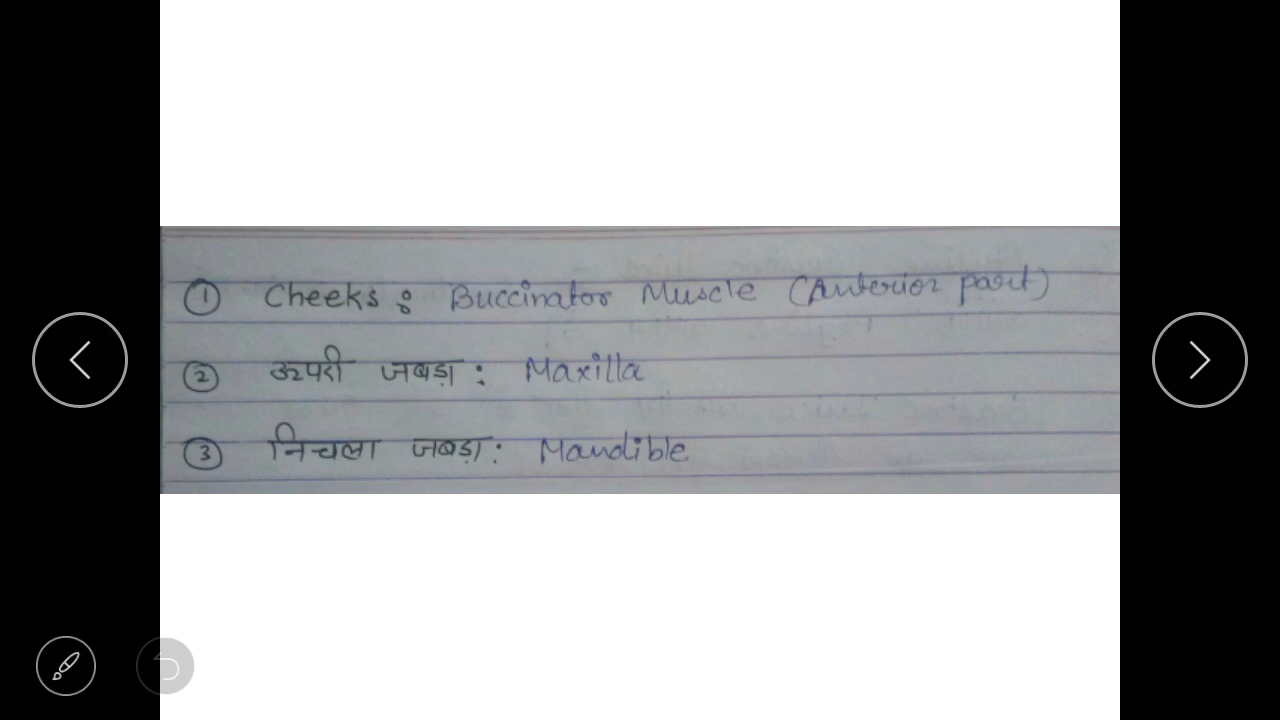 ① Cheeks : Buccinator Muscle (Anterior part)
② ऊपरी जबड़ा : Maxilla
③ निचला जबड़ा : Mandible